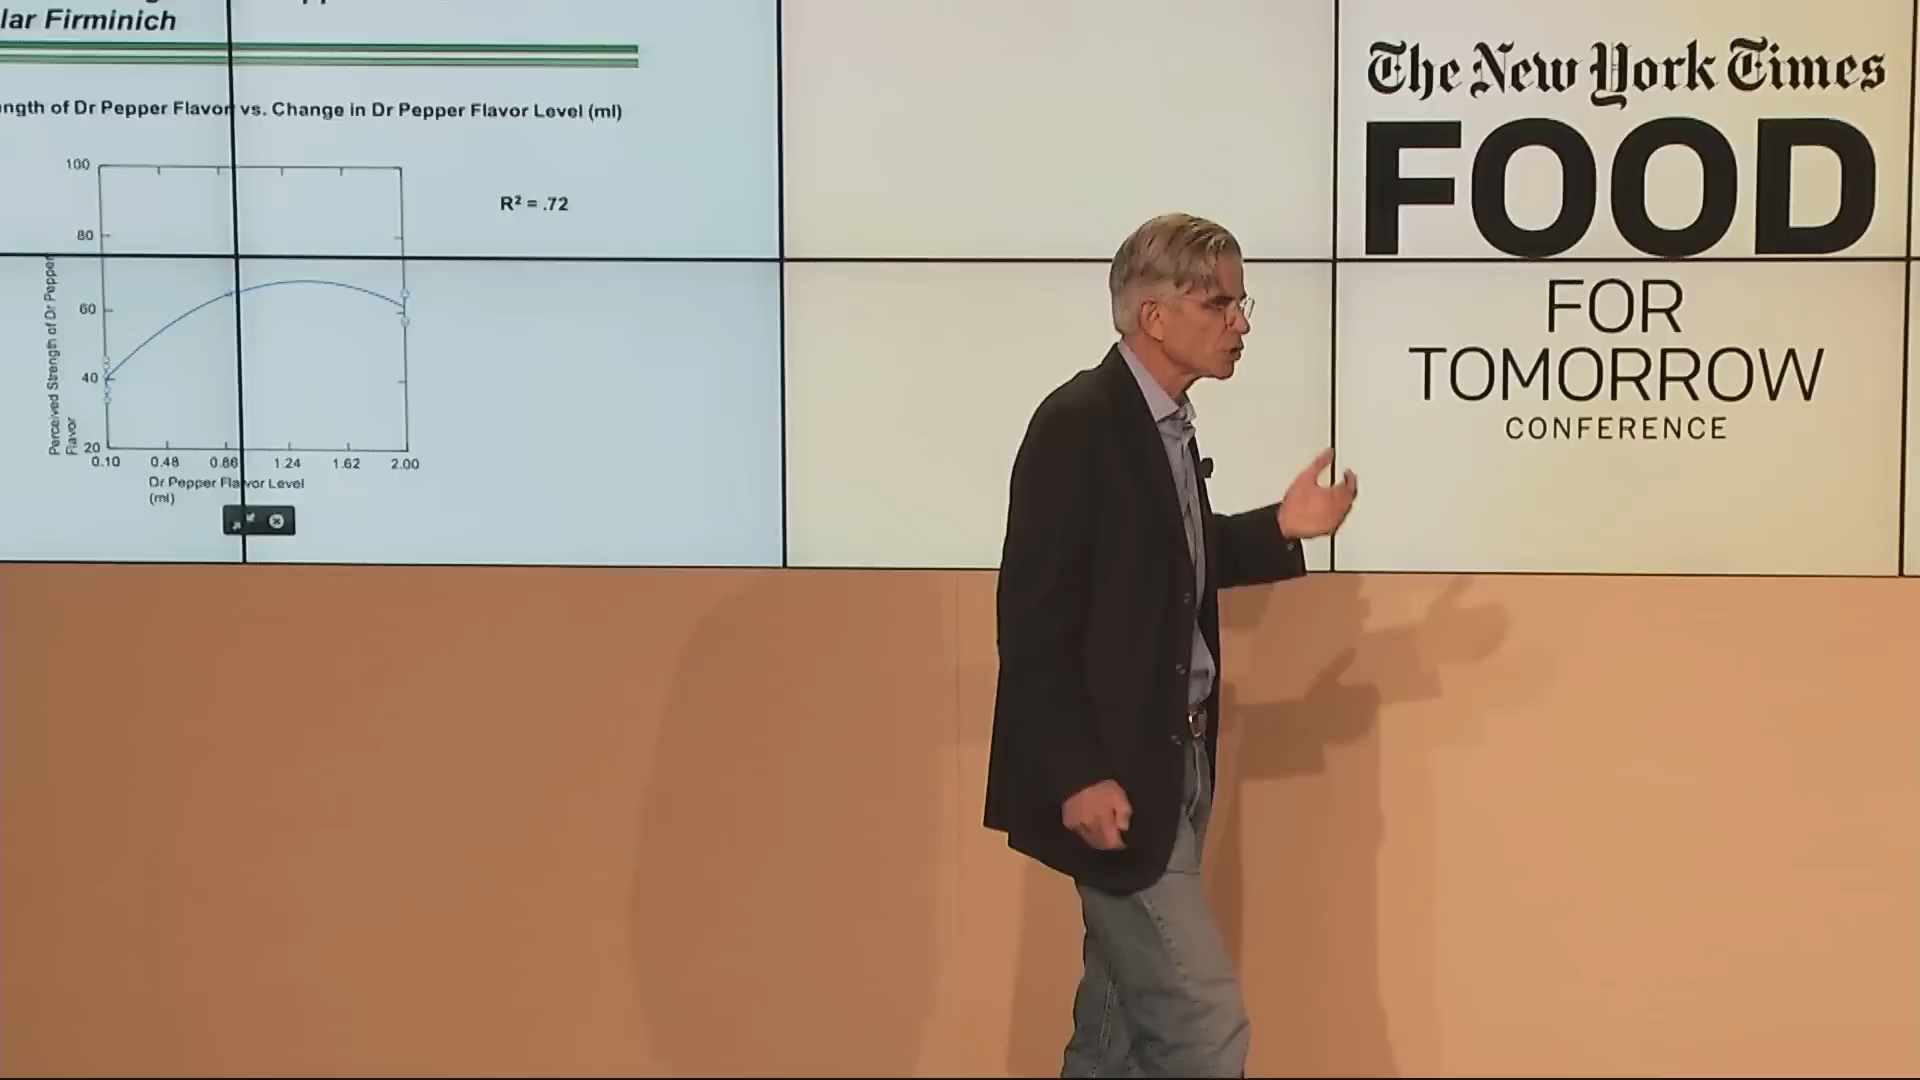 lar Firminich
ngth of Dr Pepper Flavor vs. Change in Dr Pepper Flavor Level (ml)
100
80
60
40
20
R² = .72
Perceived Strength of Dr Pepper
Flavor
0.10 0.48 0.86 1.24 1.62 2.00
Dr Pepper Flavor Level
(ml)
The New York Times
FOOD
FOR
TOMORROW
CONFERENCE